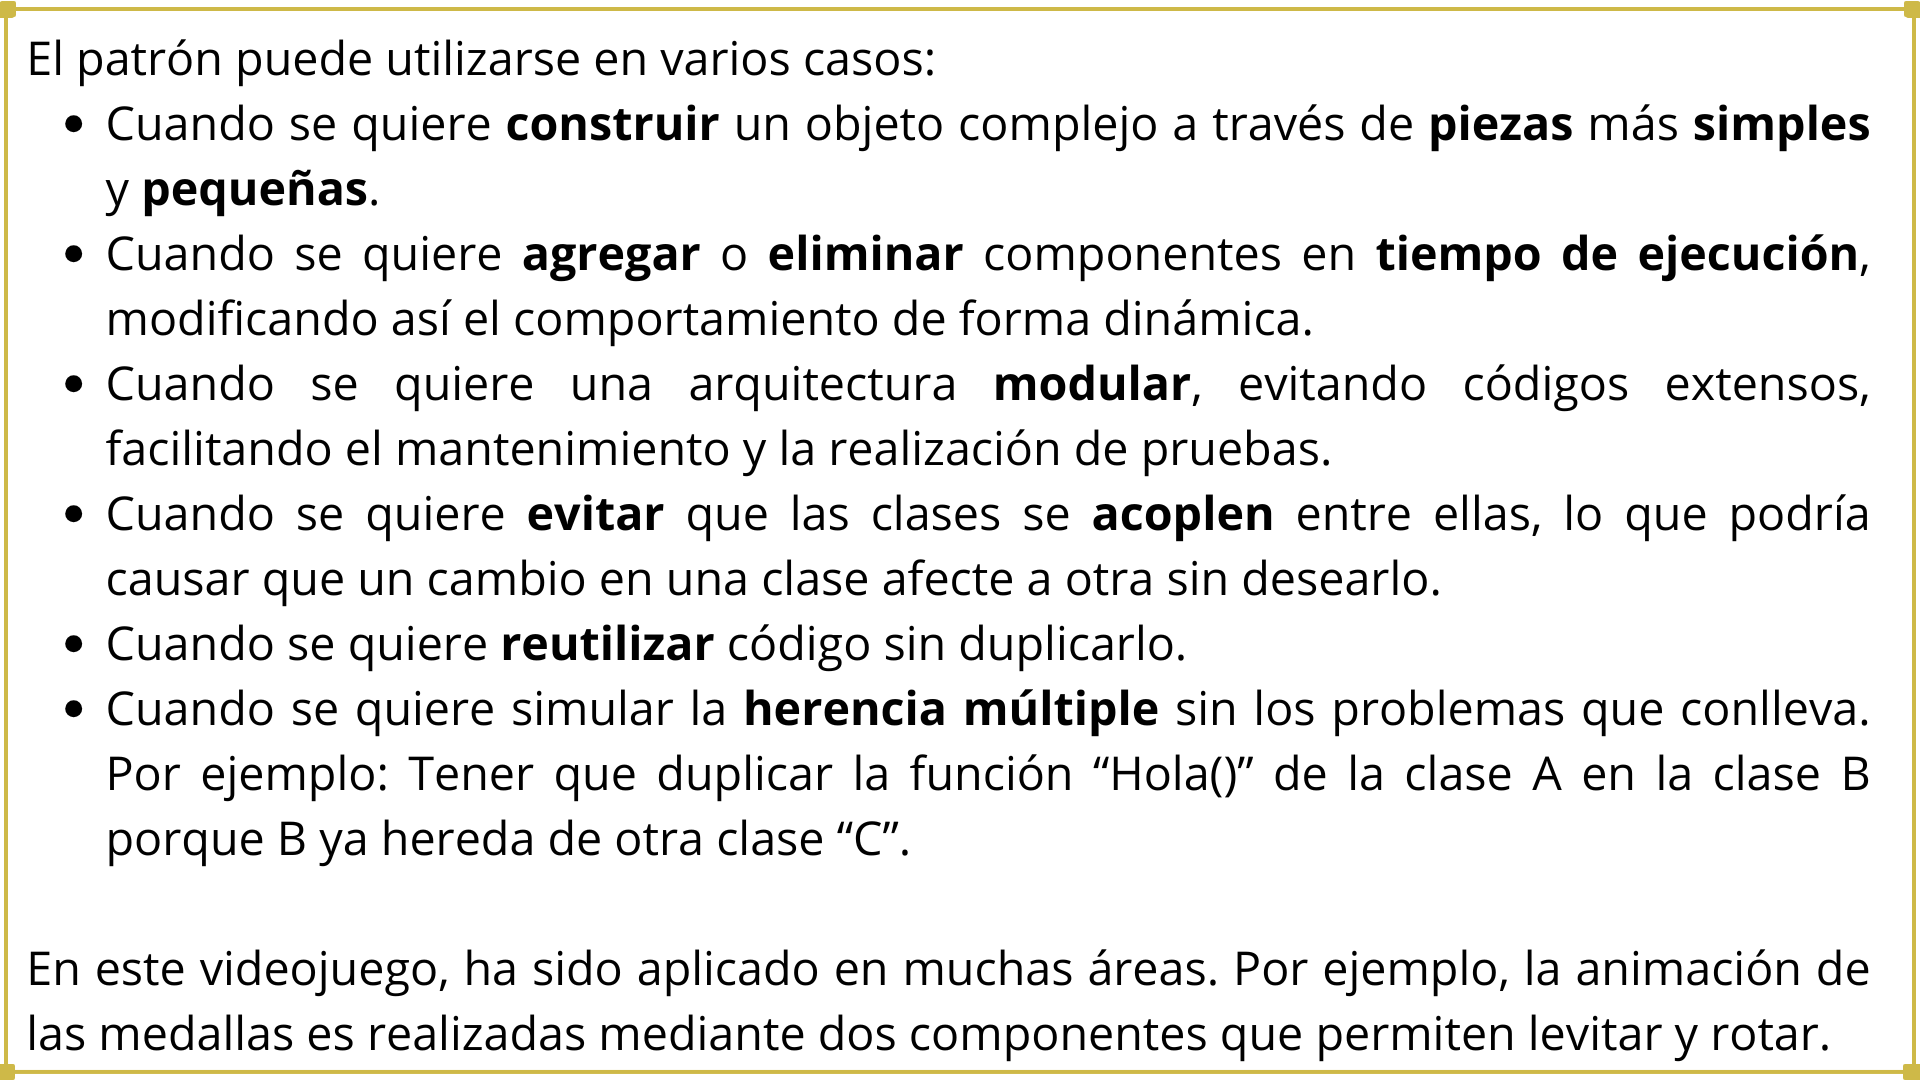 El patrón puede utilizarse en varios casos:
• Cuando se quiere construir un objeto complejo a través de piezas más simples
y pequeñas.
• Cuando se quiere agregar o eliminar componentes en tiempo de ejecución,
modificando así el comportamiento de forma dinámica.
• Cuando se quiere una arquitectura modular, evitando códigos extensos,
facilitando el mantenimiento y la realización de pruebas.
• Cuando se quiere evitar que las clases se acoplen entre ellas, lo que podría
causar que un cambio en una clase afecte a otra sin desearlo.
• Cuando se quiere reutilizar código sin duplicarlo.
• Cuando se quiere simular la herencia múltiple sin los problemas que conlleva.
Por ejemplo: Tener que duplicar la función “Hola()” de la clase A en la clase B
porque B ya hereda de otra clase “C”.
En este videojuego, ha sido aplicado en muchas áreas. Por ejemplo, la animación de
las medallas es realizadas mediante dos componentes que permiten levitar y rotar.